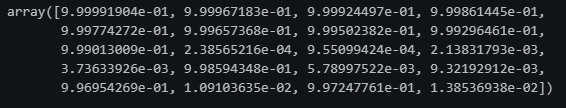 array([9.99991904e-01, 9.99967183e-01, 9.99924497e-01, 9.99861445e-01,
9.99774272e-01, 9.99657368e-01, 9.99502382e-01, 9.99296461e-01,
9.99013009e-01, 2.38565216e-04, 9.55099424e-04, 2.13831793e-03,
3.73633926e-03, 9.98594348e-01, 5.78997522e-03, 9.32192912e-03,
9.96954269e-01, 1.09103635e-02, 9.97247761e-01, 1.38536938e-02])